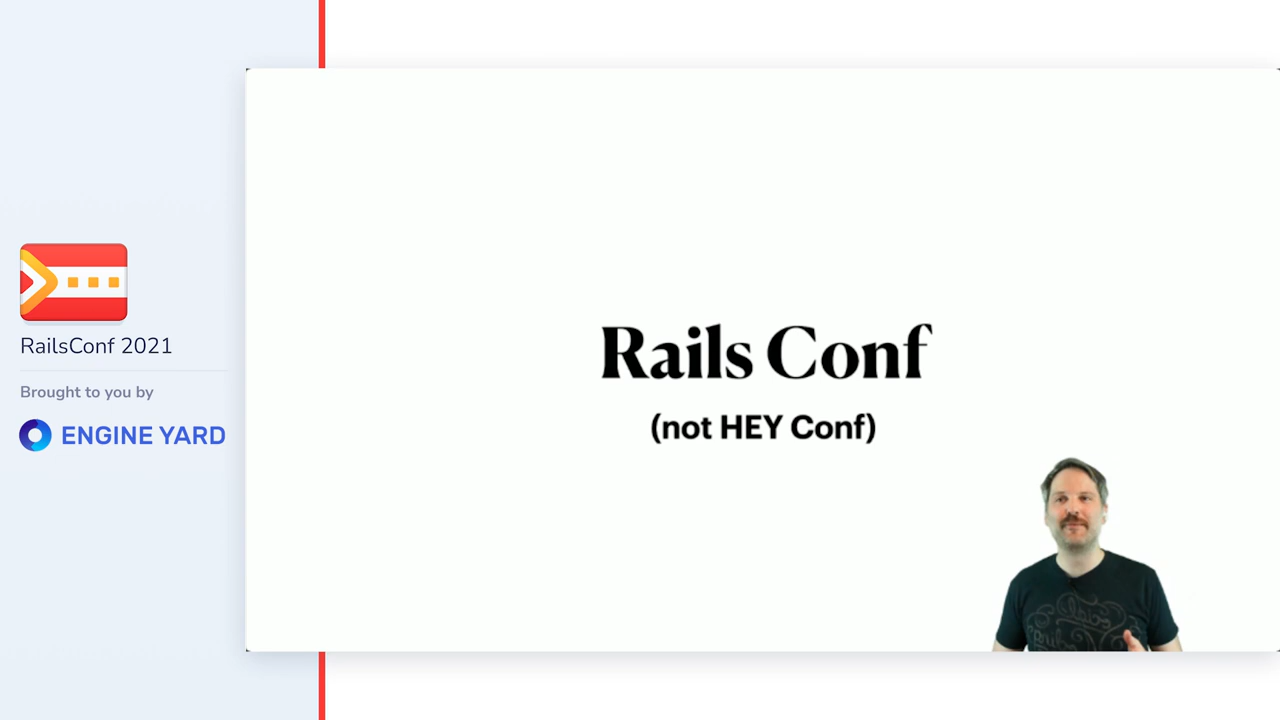 RailsConf 2021
Brought to you by
ENGINE YARD
Rails Conf
(not HEY Conf)